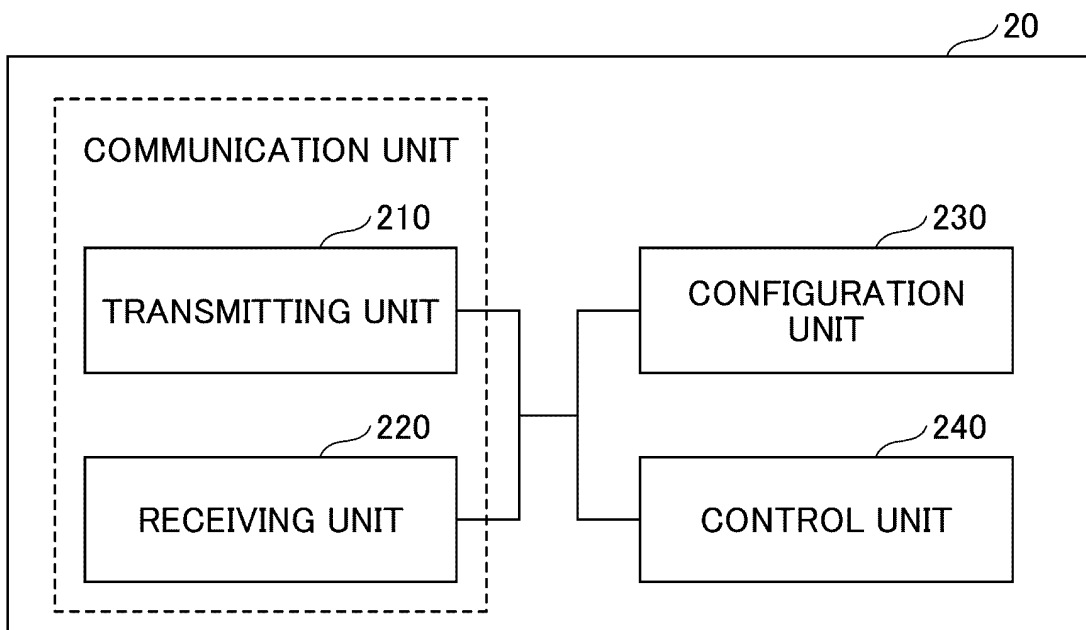 20
COMMUNICATION UNIT
210
TRANSMITTING UNIT
220
RECEIVING UNIT
230
CONFIGURATION
UNIT
240
CONTROL UNIT